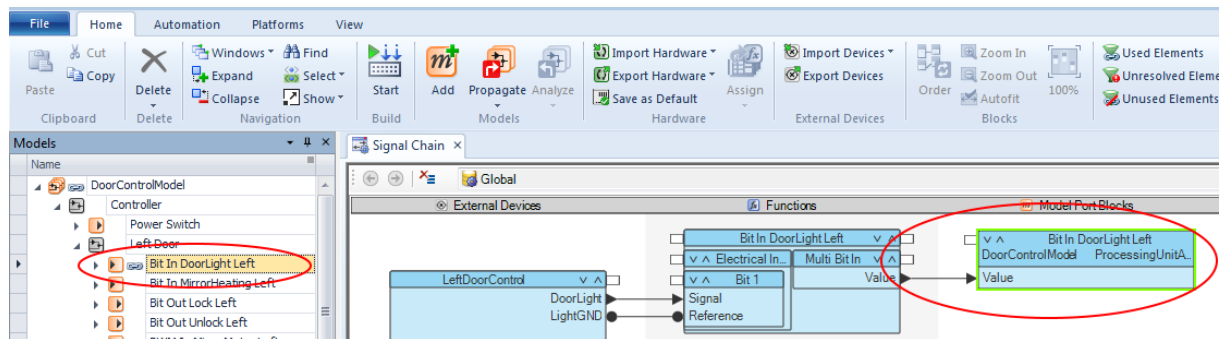 File Home Automation Platforms View
Cut Windows Find Import Hardware Import Devices Zoom In Used Elements
Copy Expand Select Export Hardware Export Devices Zoom Out Unresolved Eleme
Paste Delete Collapse Show Start Add Propagate Analyze Save as Default Assign Order Autofit 100% Unused Elements
Clipboard Delete Navigation Build Models Hardware External Devices Blocks
Models
Name
DoorControlModel
Controller
Power Switch
Left Door
Bit In DoorLight Left
Bit In MirrorHeating Left
Bit Out Lock Left
Bit Out Unlock Left
Signal Chain
Global
External Devices Functions Model Port Blocks
LeftDoorControl
DoorLight
LightGND
Bit In DoorLight Left
Electrical In... Multi Bit In
Bit 1 Value
Signal
Reference
Bit In DoorLight Left
DoorControlModel ProcessingUnitA...
Value